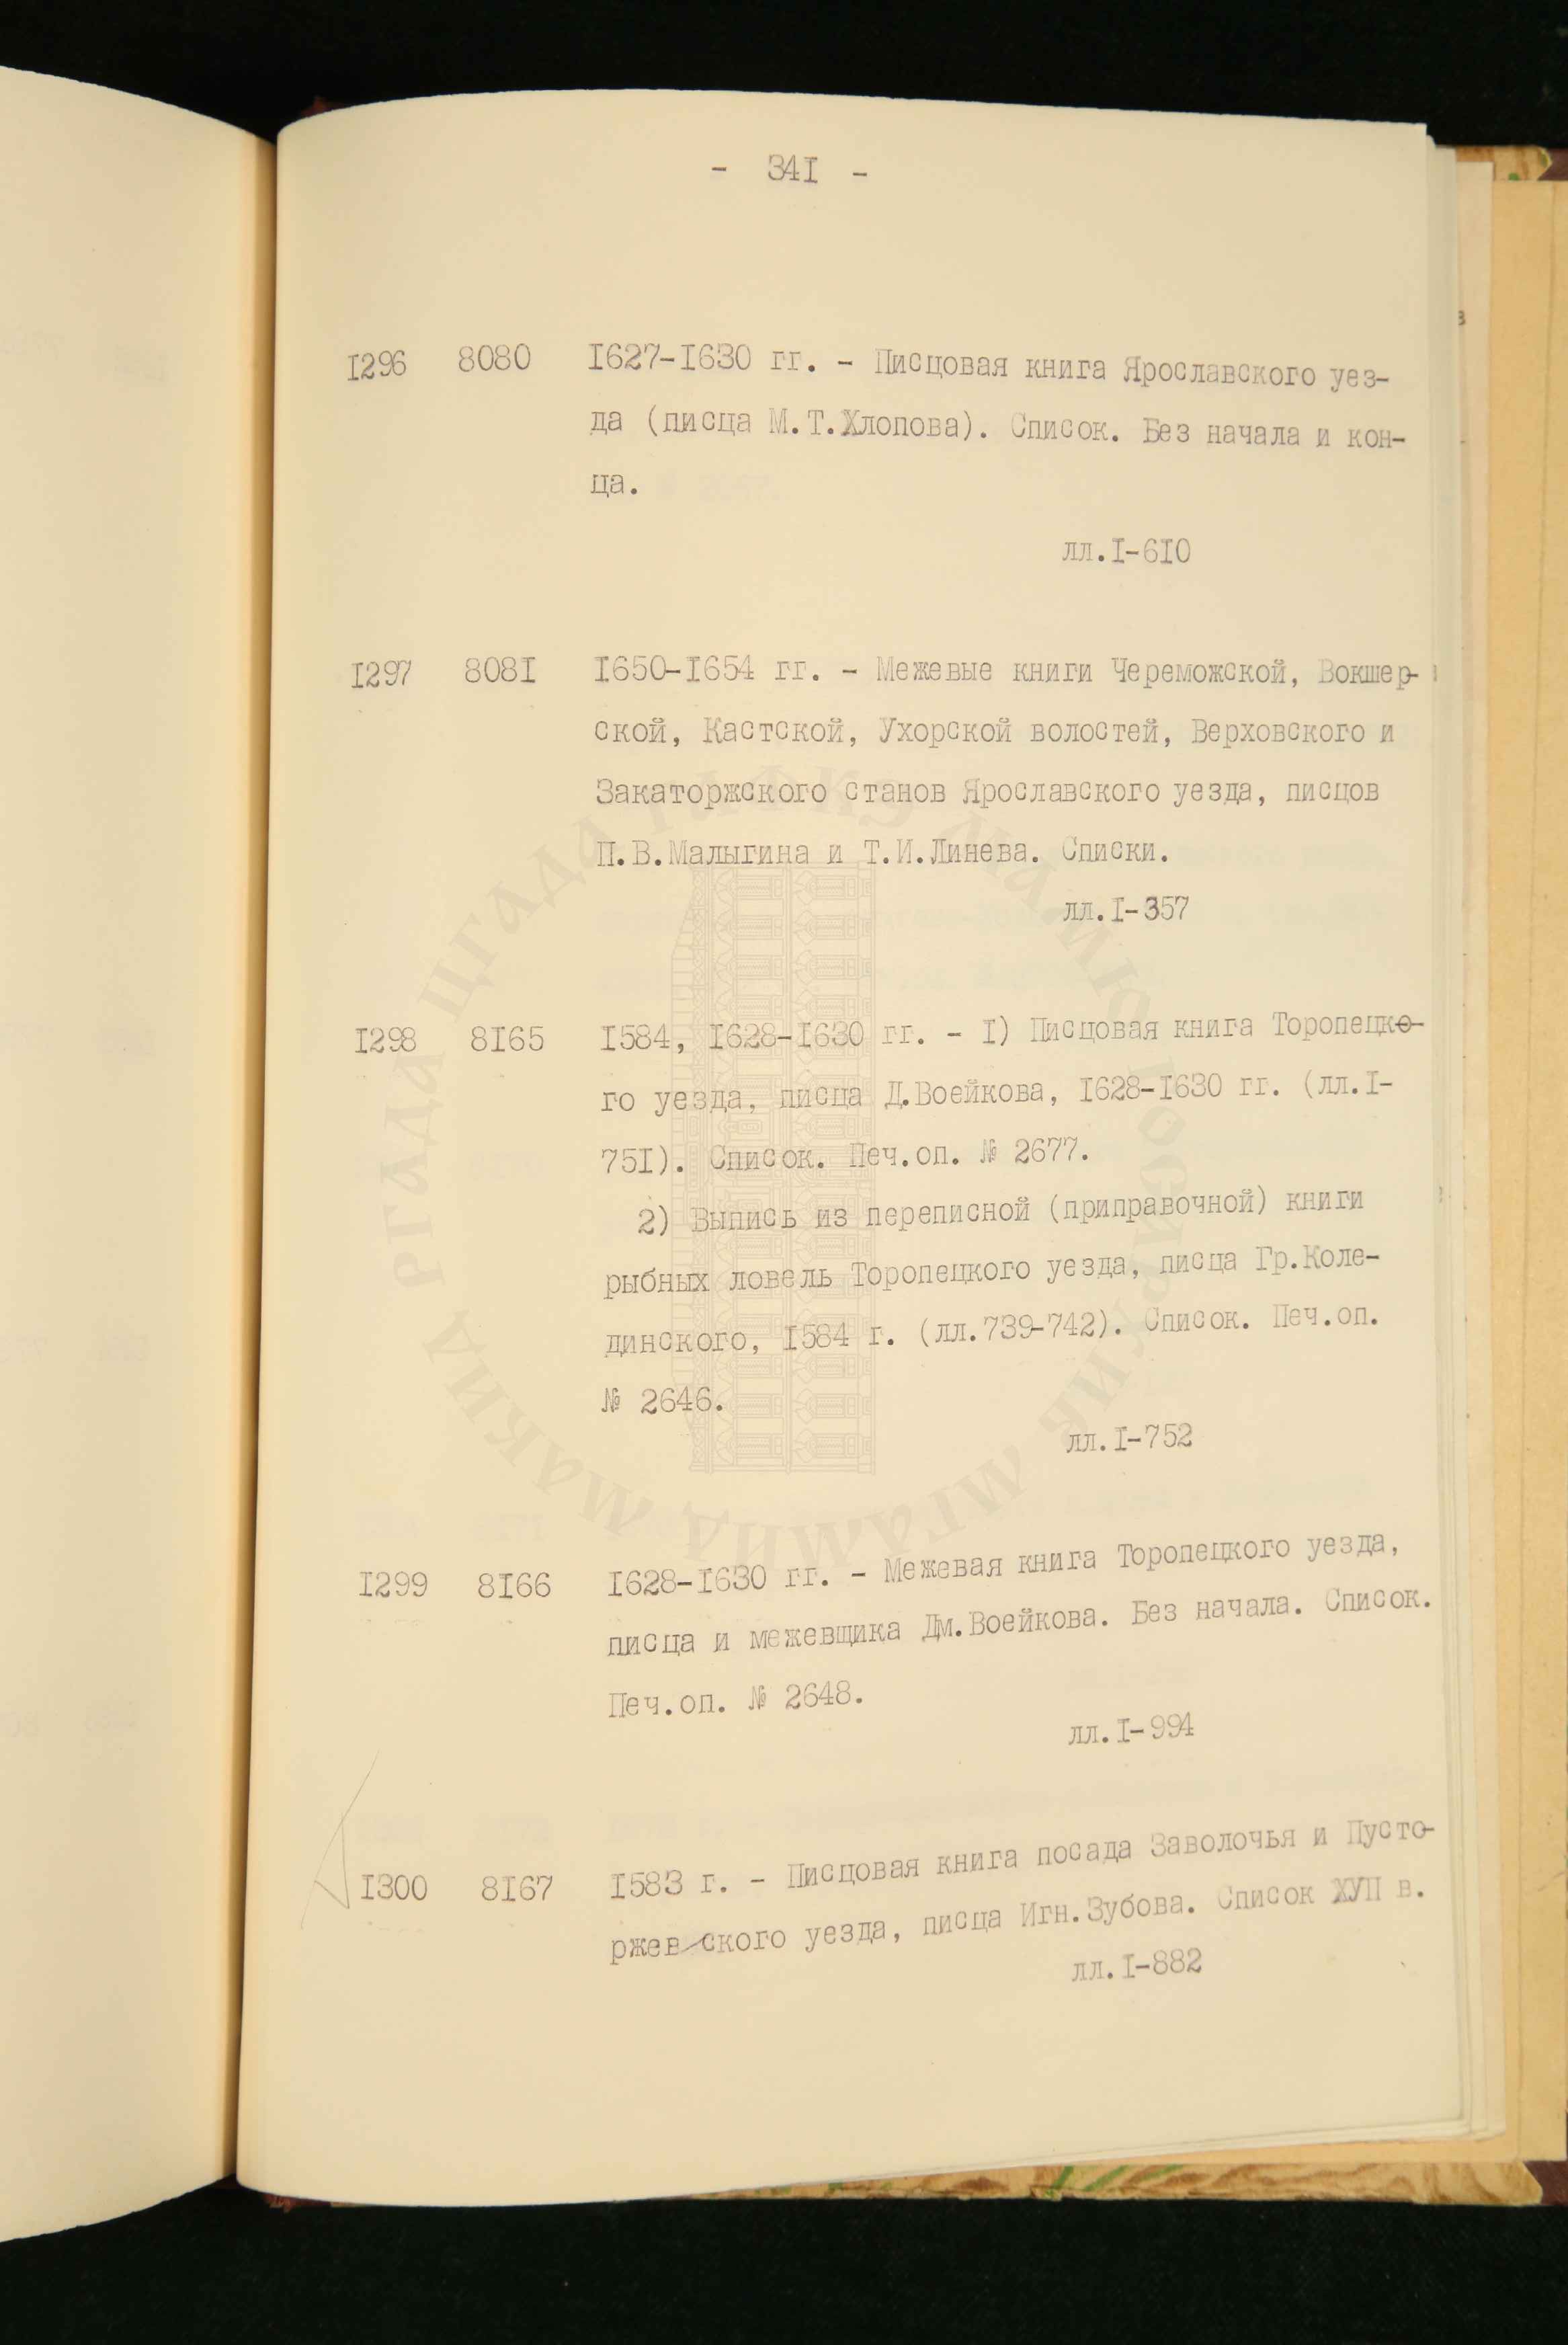 - 341 -
1296 8080 1627-1630 гг. - Писцовая книга Ярославского уез-
да (писца М.Т.Хлопова). Список. Без начала и кон-
ца.
лл.1-610
1297 8081 1650-1654 гг. - Межевые книги Череможской, Вокшер-
ской, Кастской, Ухорской волостей, Верховского и
Закаторжского станов Ярославского уезда, писцов
П.В.Малыгина и Т.И.Линева. Списки.
лл.1-357
1298 8165 1584, 1628-1630 гг. - 1) Писцовая книга Торопецко-
го уезда, писца Д.Воейкова, 1628-1630 гг. (лл.1-
751). Список. Печ.оп. № 2677.
2) Выпись из переписной (приправочной) книги
рыбных ловель Торопецкого уезда, писца Гр.Коле-
динского, 1584 г. (лл.739-742). Список. Печ.оп.
№ 2646.
лл.1-752
1299 8166 1628-1630 гг. - Межевая книга Торопецкого уезда,
писца и межевщика Дм.Воейкова. Без начала. Список.
Печ.оп. № 2648.
лл.1-994
1300 8167 1583 г. - Писцовая книга посада Заволочья и Пусто-
ржевского уезда, писца Игн.Зубова. Список ХУП в.
лл.1-882